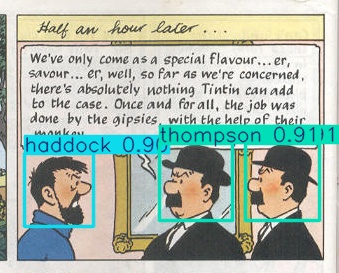 Half an hour later...
We've only come as a special flavour... er,
savour... er, well, so far as we're concerned,
there's absolutely nothing Tintin can add
to the case. Once and for all, the job was
done by the gipsies, with the help of their
monkey
haddock 0.90
thompson 0.91